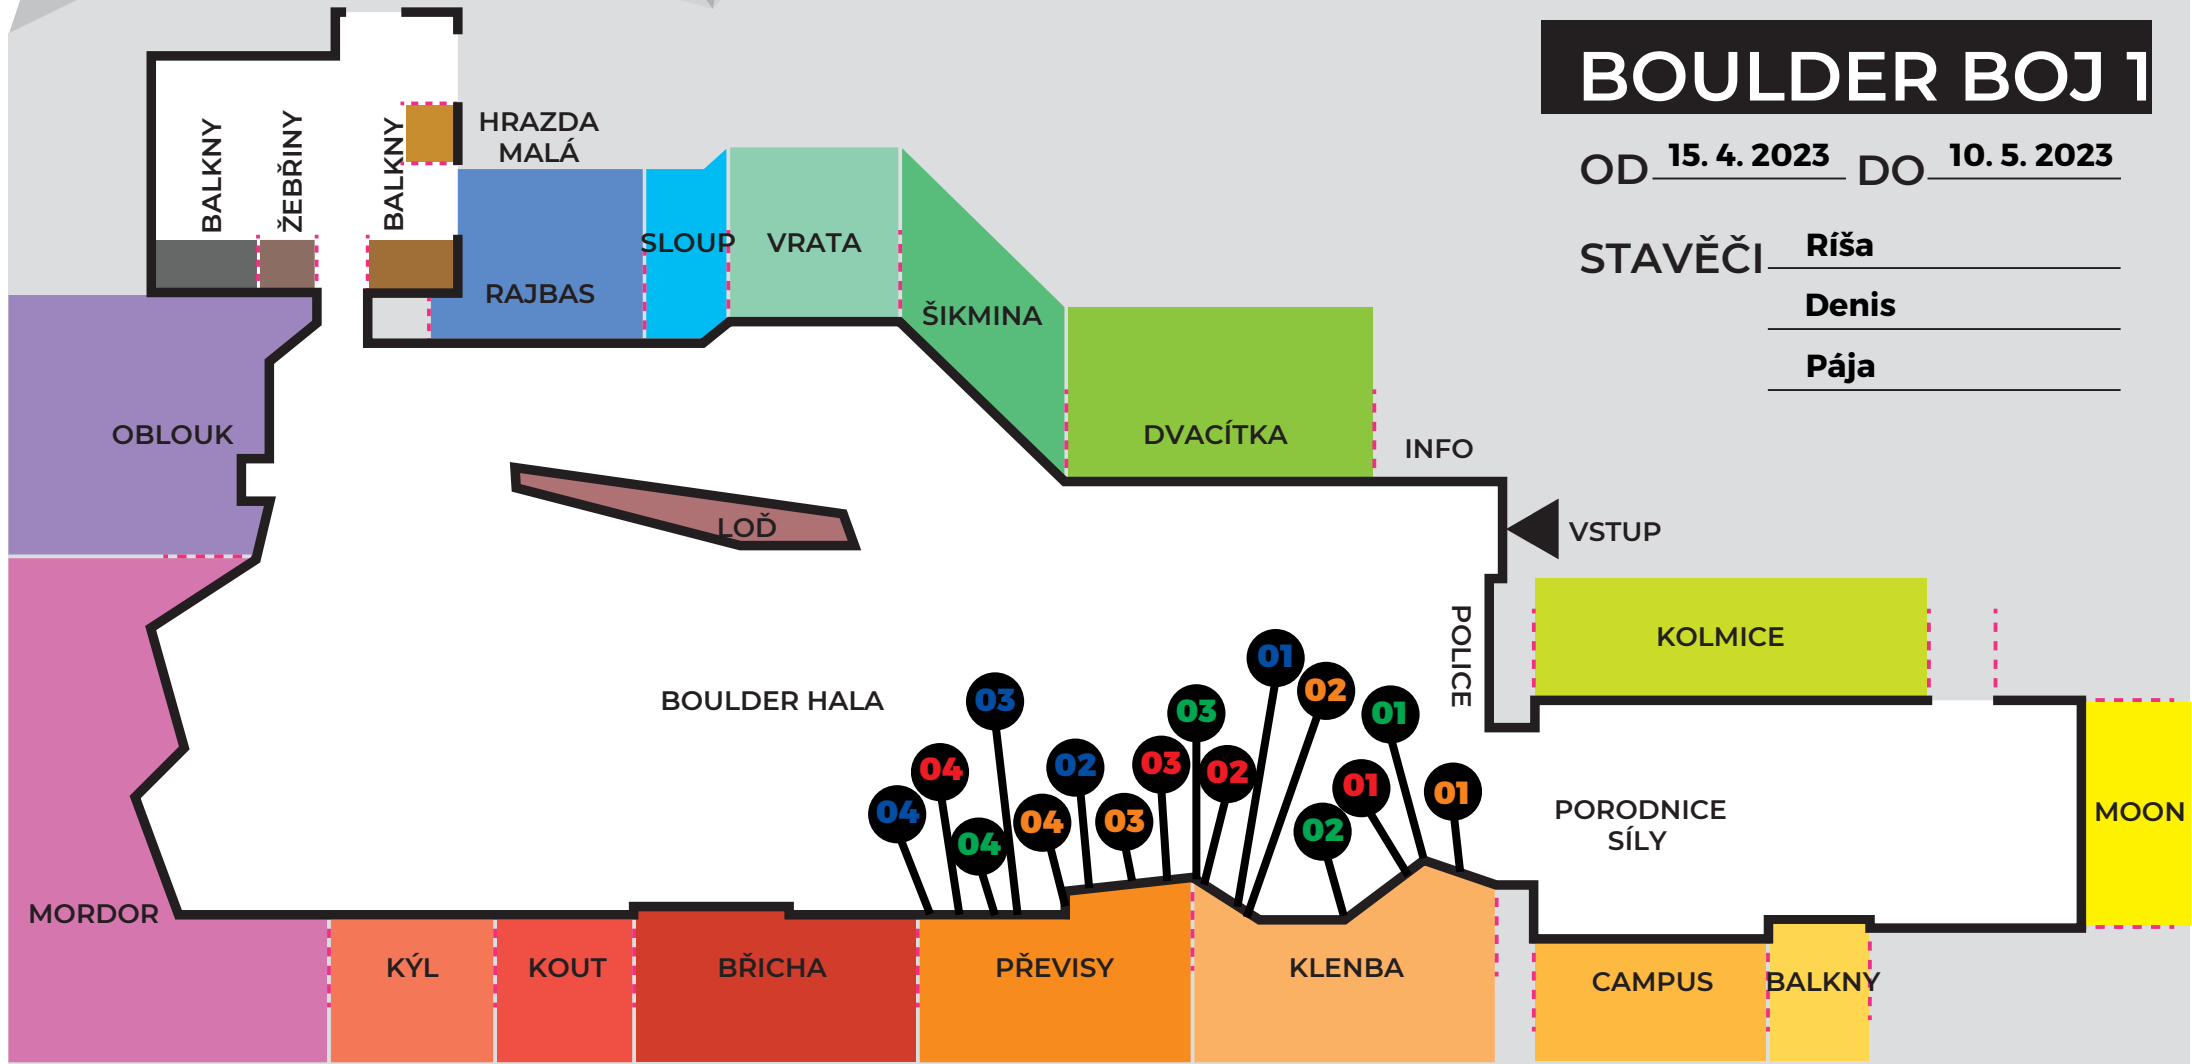 BOULDER BOJ 1
OD 15. 4. 2023 DO 10. 5. 2023
STAVĚČI Ríša
Denis
Pája
BALKNY
ŽEBŘINY
BALKNY
HRAZDA
MALÁ
RAJBAS
SLOUP
VRATA
ŠIKMINA
DVACÍTKA
INFO
OBLOUK
LOĎ
VSTUP
POLICE
KOLMICE
BOULDER HALA
PORODNICE
SÍLY
MOON
04
04
03
04
04
02
03
03
03
02
01
02
02
01
01
01
MORDOR
KÝL
KOUT
BŘICHA
PŘEVISY
KLENBA
CAMPUS
BALKNY